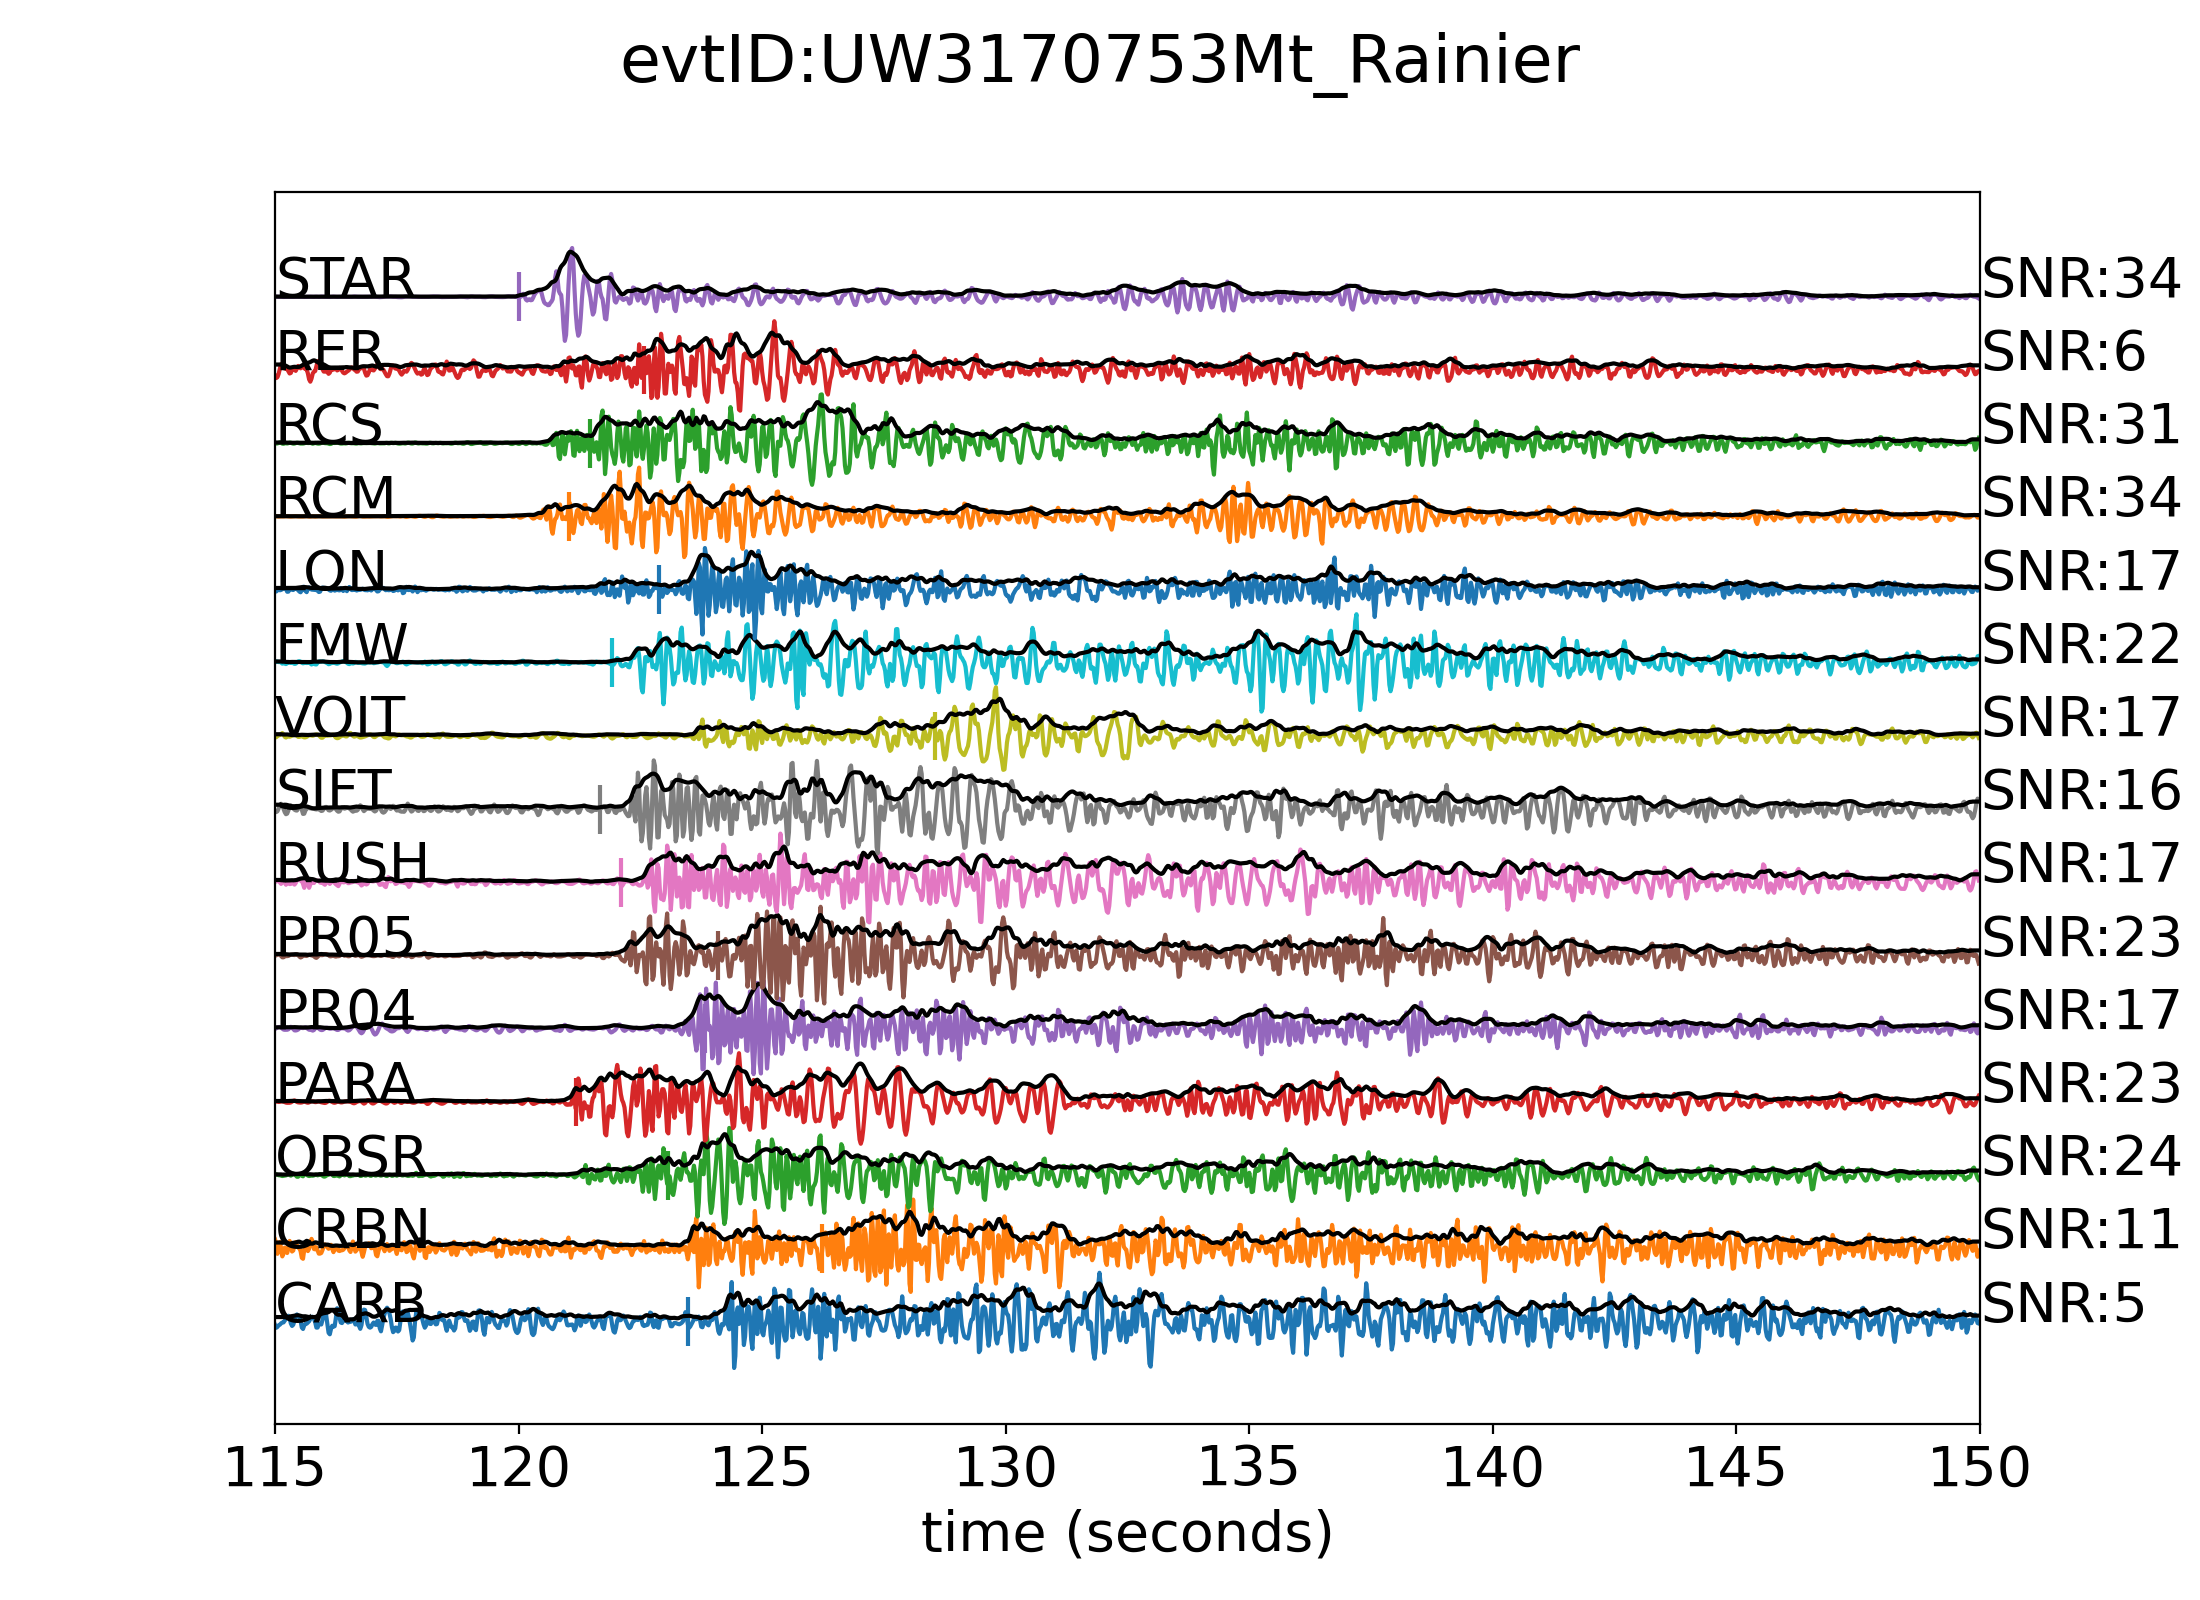 evtID:UW3170753Mt_Rainier
STAR SNR:34
RER SNR:6
RCS SNR:31
RCM SNR:34
LON SNR:17
FMW SNR:22
VOIT SNR:17
SIFT SNR:16
RUSH SNR:17
PR05 SNR:23
PR04 SNR:17
PARA SNR:23
OBSR SNR:24
CRBN SNR:11
CARB SNR:5
115 120 125 130 135 140 145 150
time (seconds)